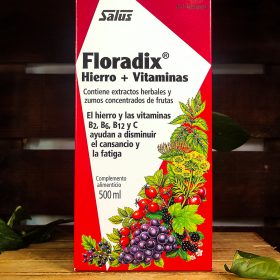 Salus
Floradix®
Hierro + Vitaminas
Contiene extractos herbales y
zumos concentrados de frutas
El hierro y las vitaminas
B2, B6, B12 y C
ayudan a disminuir
el cansancio y
la fatiga
Complemento
alimenticio
500 ml